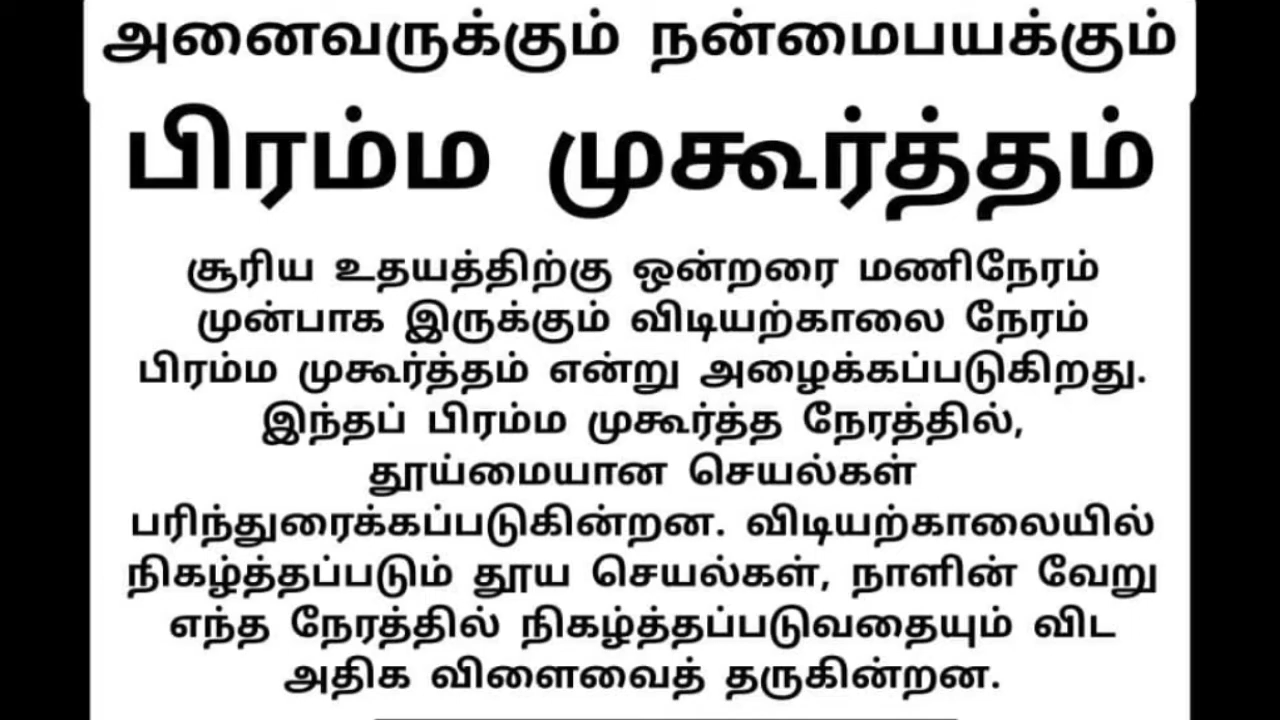 அனைவருக்கும் நன்மைபயக்கும்
பிரம்ம முகூர்த்தம்
சூரிய உதயத்திற்கு ஒன்றரை மணிநேரம்
முன்பாக இருக்கும் விடியற்காலை நேரம்
பிரம்ம முகூர்த்தம் என்று அழைக்கப்படுகிறது.
இந்தப் பிரம்ம முகூர்த்த நேரத்தில்,
தூய்மையான செயல்கள்
பரிந்துரைக்கப்படுகின்றன. விடியற்காலையில்
நிகழ்த்தப்படும் தூய செயல்கள், நாளின் வேறு
எந்த நேரத்தில் நிகழ்த்தப்படுவதையும் விட
அதிக விளைவைத் தருகின்றன.